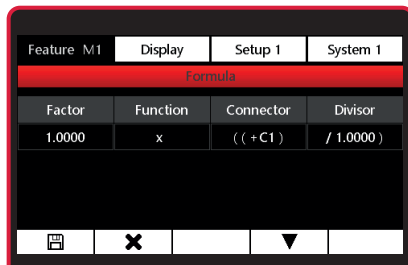 Feature M1 Display Setup 1 System 1
Formula
Factor Function Connector Divisor
1.0000 x ( ( +C1 ) / 1.0000 )